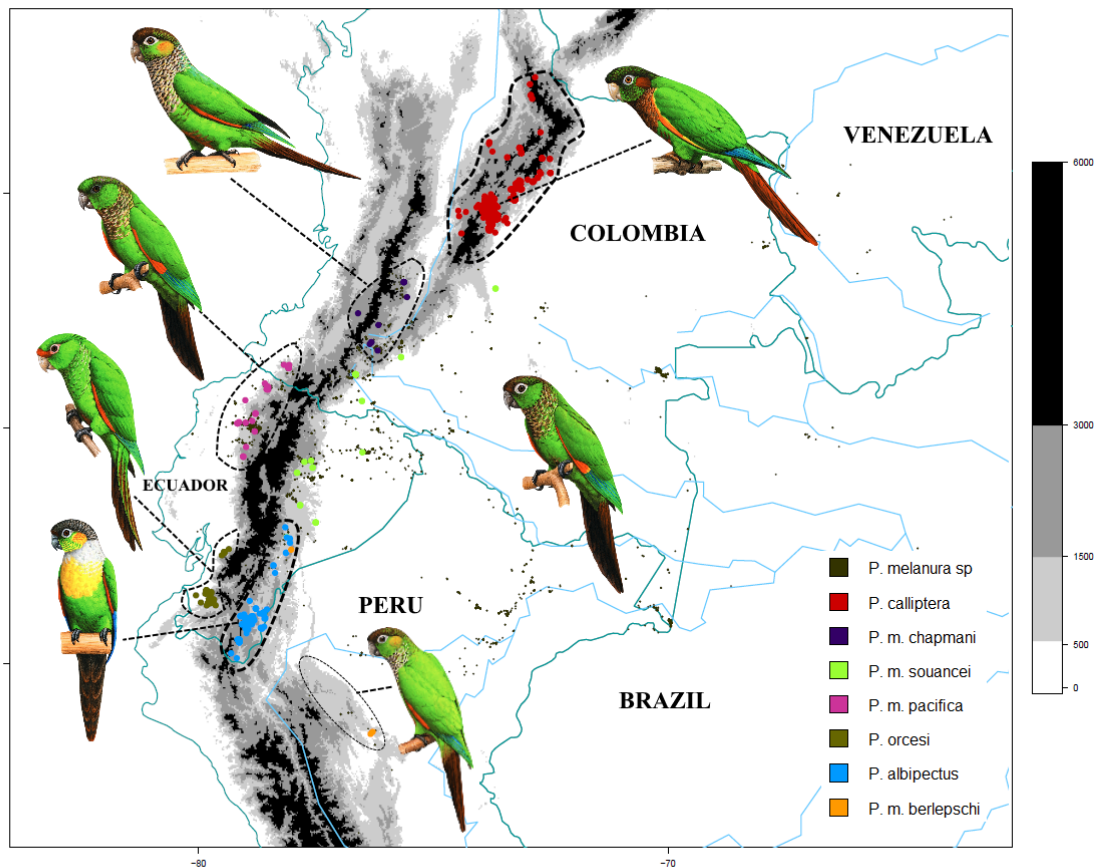 VENEZUELA
COLOMBIA
ECUADOR
PERU
BRAZIL
6000
3000
1500
500
0
P. melanura sp
P. calliptera
P. m. chapmani
P. m. souancei
P. m. pacifica
P. orcesi
P. albipectus
P. m. berlepschi
-80
-70